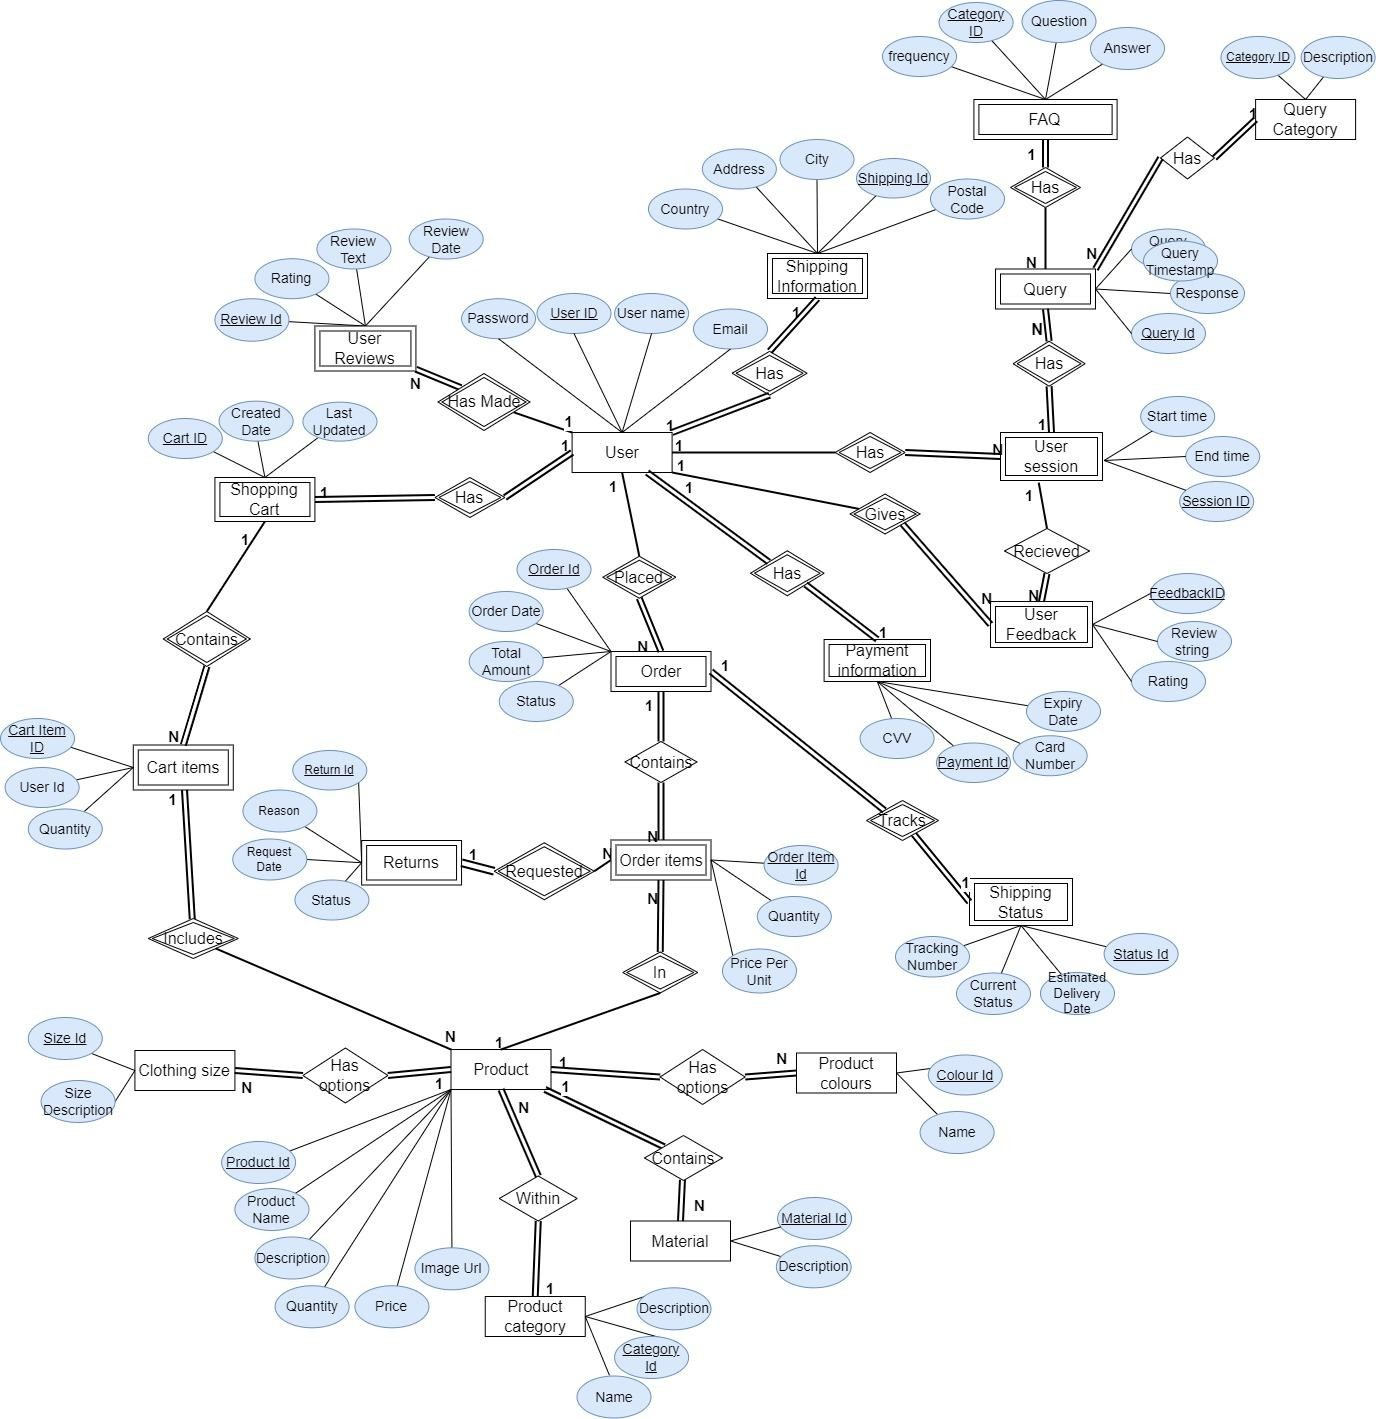 Category
ID
Question
frequency
Answer
Category ID
Description
FAQ
Query
Category
1
1
Has
Has
City
Address
Shipping Id
Country
Postal
Code
Review
Date
Review
Text
Rating
Review Id
Query
Query
Timestamp
N
N
Shipping
Information
Query
Response
Query Id
1
N
User
Reviews
Password
User ID
User name
Email
Has
Has
N
Has Made
Created
Date
Last
Updated
Cart ID
1
1
1
1
1
User
Has
N
User
session
Start time
End time
Session ID
1
1
1
1
1
Shopping
Cart
1
Has
Gives
1
Recieved
Order Id
Placed
Has
Order Date
Total
Amount
Status
N
Order
1
N
N
User
Feedback
FeedbackID
Review
string
Rating
1
Payment
information
Contains
1
Expiry
Date
CVV
Payment Id
Card
Number
N
Cart Item
ID
User Id
Quantity
Cart items
1
Return Id
Reason
Request
Date
Status
Contains
Tracks
N
Returns
1
Requested
N
Order items
N
Order Item
Id
Quantity
Price Per
Unit
1
Shipping
Status
Includes
In
Tracking
Number
Current
Status
Estimated
Delivery
Date
Status Id
Size Id
Size
Description
Clothing size
N
Has
options
N
1
1
Product
1
1
Has
options
N
Product
colours
Colour Id
Name
N
Contains
Product Id
Product
Name
Description
Quantity
Price
Image Url
Within
N
Material
Material Id
Description
1
Product
category
Description
Category
Id
Name